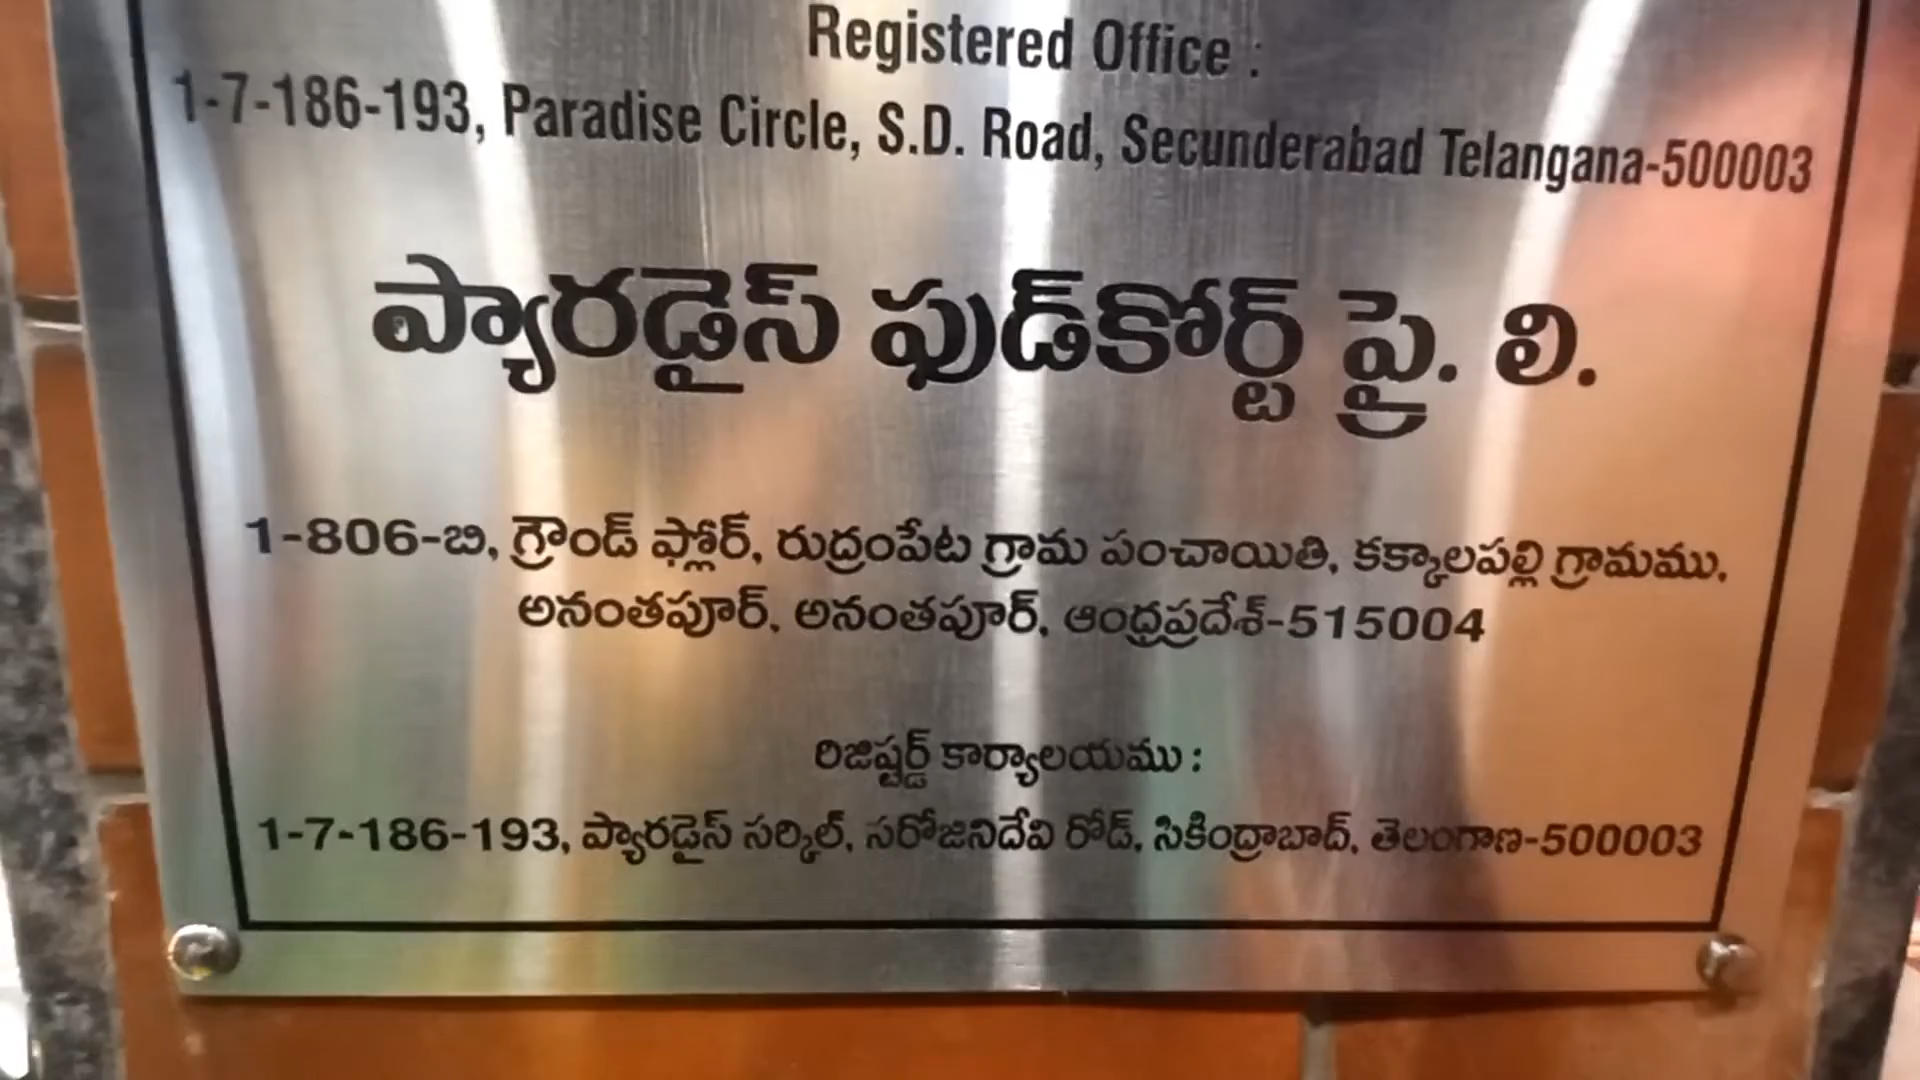 Registered Office :
1-7-186-193, Paradise Circle, S.D. Road, Secunderabad Telangana-500003
ప్యారడైస్ ఫుడ్‌కోర్ట్ ప్రై. లి.
1-806-బి, గ్రౌండ్ ఫ్లోర్, రుద్రంపేట గ్రామ పంచాయితి, కక్కాలపల్లి గ్రామము,
అనంతపూర్, అనంతపూర్, ఆంధ్రప్రదేశ్-515004
రిజిష్టర్డ్ కార్యాలయము :
1-7-186-193, ప్యారడైస్ సర్కిల్, సరోజినిదేవి రోడ్, సికింద్రాబాద్, తెలంగాణ-500003